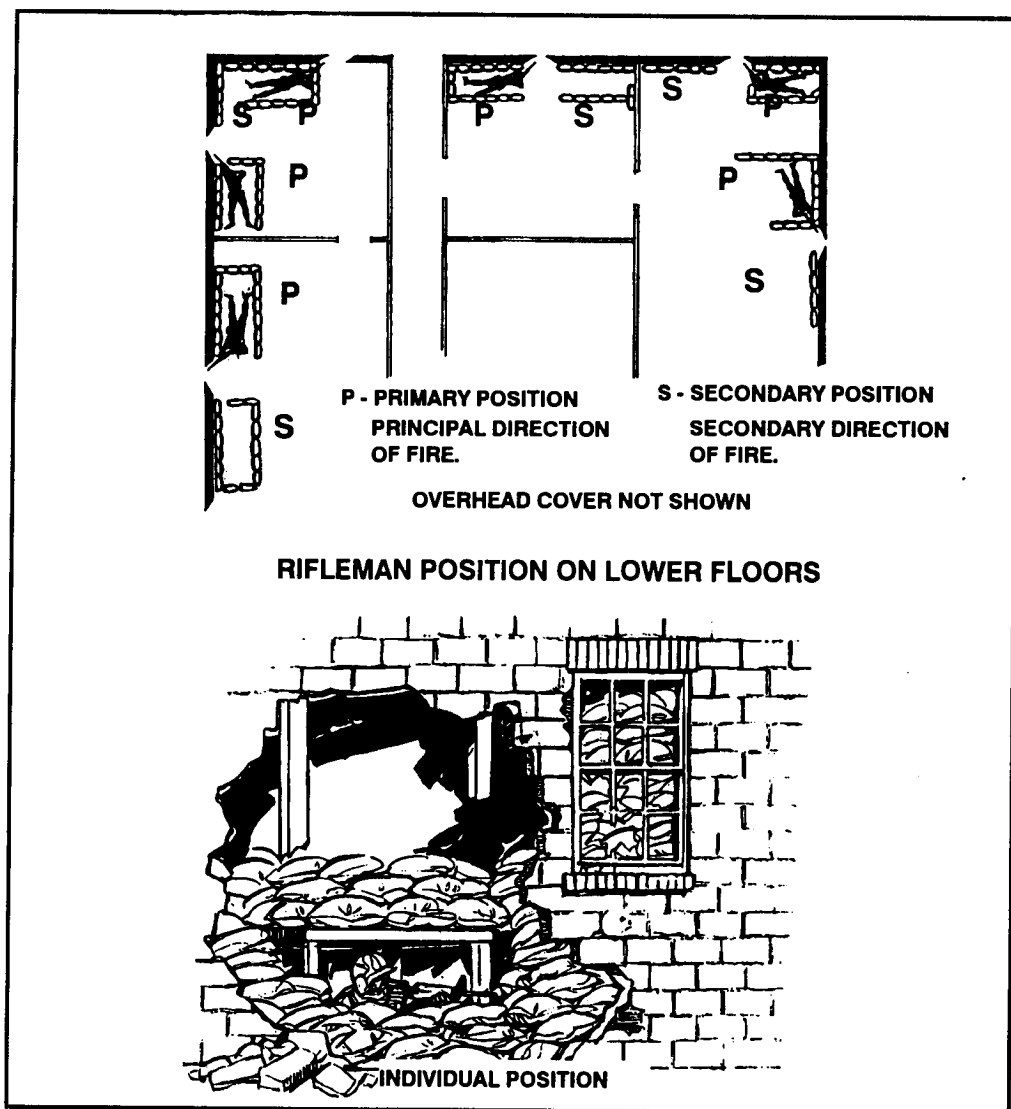 S P P S S P
P P
P S
S
P - PRIMARY POSITION S - SECONDARY POSITION
PRINCIPAL DIRECTION SECONDARY DIRECTION
OF FIRE. OF FIRE.
OVERHEAD COVER NOT SHOWN
RIFLEMAN POSITION ON LOWER FLOORS
INDIVIDUAL POSITION